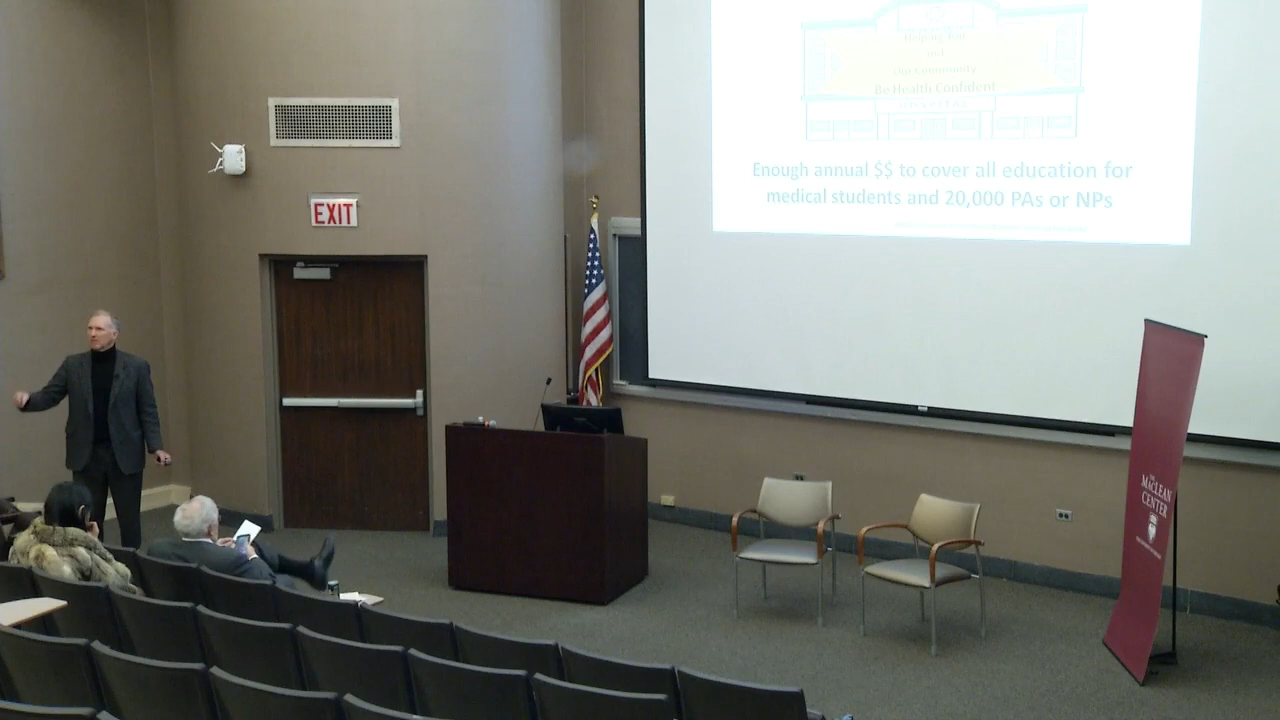 Helping You
and
Our Community
Be Health Confident
Enough annual $$ to cover all education for
medical students and 20,000 PAs or NPs
EXIT
THE
MACLEAN
CENTER